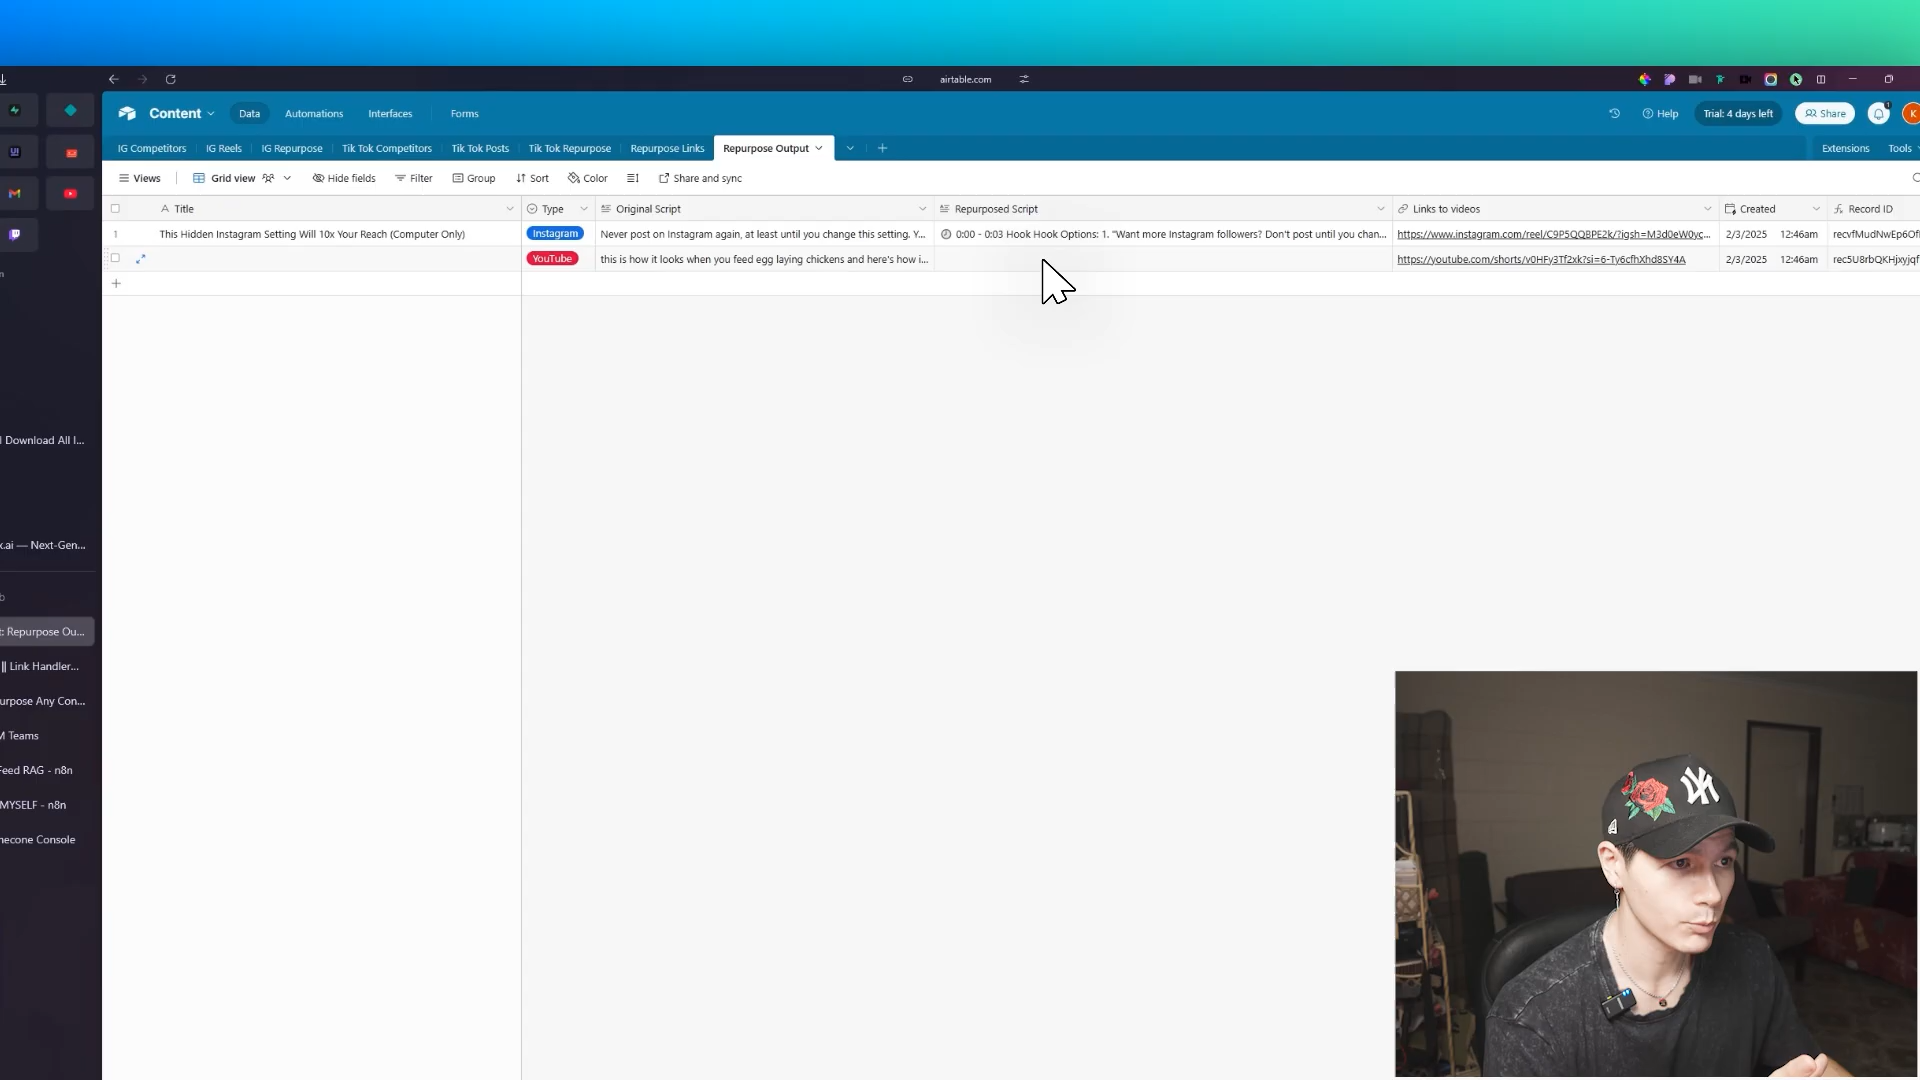 airtable.com
Content
Data
Automations
Interfaces
Forms
Help
Trial: 4 days left
Share
1
K
IG Competitors
IG Reels
IG Repurpose
Tik Tok Competitors
Tik Tok Posts
Tik Tok Repurpose
Repurpose Links
Repurpose Output
Extensions
Tools
Views
Grid view
Hide fields
Filter
Group
Sort
Color
Share and sync
Title
Type
Original Script
Repurposed Script
Links to videos
Created
Record ID
1 This Hidden Instagram Setting Will 10x Your Reach (Computer Only) Instagram Never post on Instagram again, at least until you change this setting. Y... 0:00 - 0:03 Hook Hook Options: 1. "Want more Instagram followers? Don't post until you chan... https://www.instagram.com/reel/C9P5QQBPE2k/?igsh=M3d0eW0yc... 2/3/2025 12:46am recvfMudNwEp6Ofl
YouTube this is how it looks when you feed egg laying chickens and here's how i... https://youtube.com/shorts/v0HFy3Tf2xk?si=6-Ty6cfhXhd8SY4A 2/3/2025 12:46am rec5U8rbQKHjxyjqf
l Download All I...
x.ai — Next-Gen...
t: Repurpose Ou...
|| Link Handler...
urpose Any Con...
M Teams
Feed RAG - n8n
MYSELF - n8n
necone Console
NY